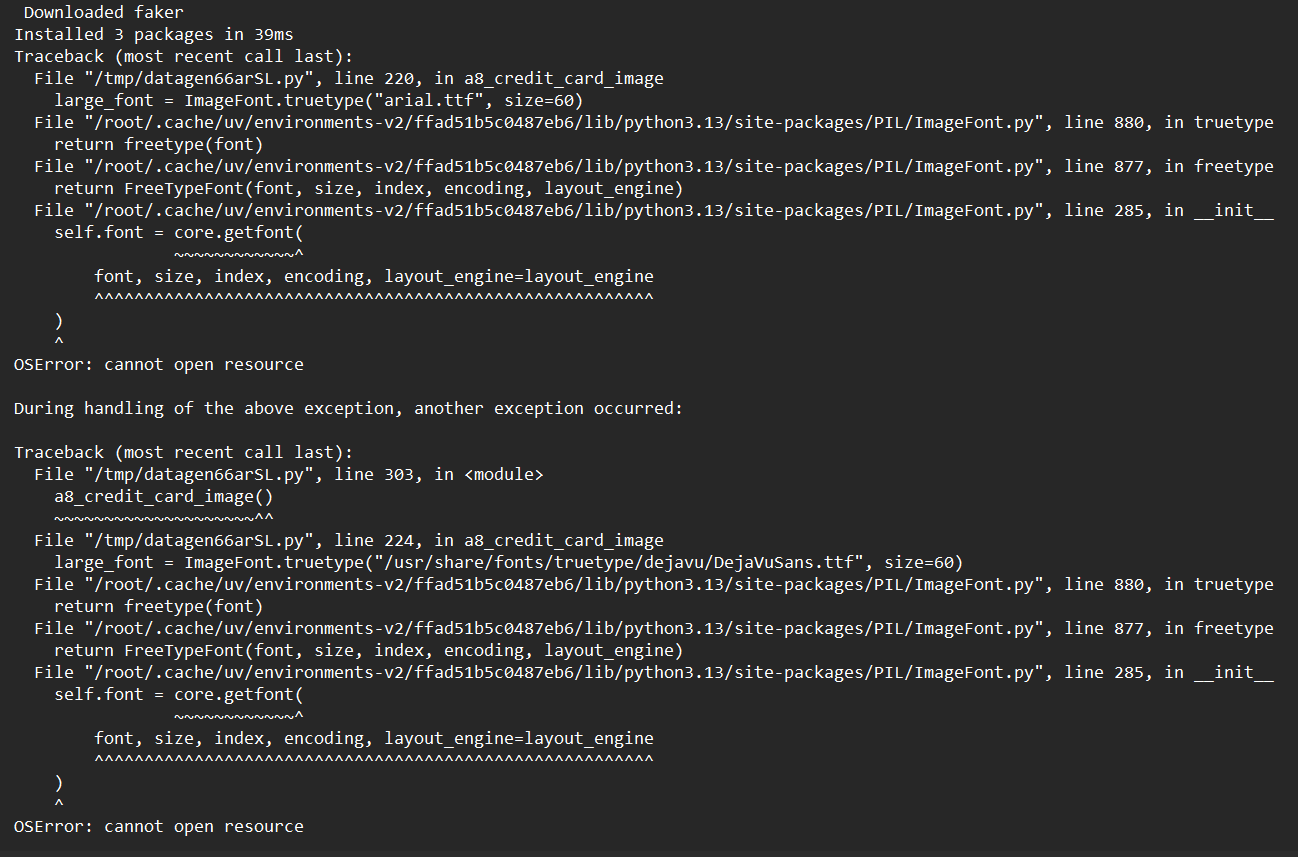 Downloaded faker
Installed 3 packages in 39ms
Traceback (most recent call last):
  File "/tmp/datagen66arSL.py", line 220, in a8_credit_card_image
    large_font = ImageFont.truetype("arial.ttf", size=60)
  File "/root/.cache/uv/environments-v2/ffad51b5c0487eb6/lib/python3.13/site-packages/PIL/ImageFont.py", line 880, in truetype
    return freetype(font)
  File "/root/.cache/uv/environments-v2/ffad51b5c0487eb6/lib/python3.13/site-packages/PIL/ImageFont.py", line 877, in freetype
    return FreeTypeFont(font, size, index, encoding, layout_engine)
  File "/root/.cache/uv/environments-v2/ffad51b5c0487eb6/lib/python3.13/site-packages/PIL/ImageFont.py", line 285, in __init__
    self.font = core.getfont(
                ~~~~~~~~~~~~^
        font, size, index, encoding, layout_engine=layout_engine
        ^^^^^^^^^^^^^^^^^^^^^^^^^^^^^^^^^^^^^^^^^^^^^^^^^^^^^^^^
    )
    ^
OSError: cannot open resource

During handling of the above exception, another exception occurred:

Traceback (most recent call last):
  File "/tmp/datagen66arSL.py", line 303, in <module>
    a8_credit_card_image()
    ~~~~~~~~~~~~~~~~~~~~^^
  File "/tmp/datagen66arSL.py", line 224, in a8_credit_card_image
    large_font = ImageFont.truetype("/usr/share/fonts/truetype/dejavu/DejaVuSans.ttf", size=60)
  File "/root/.cache/uv/environments-v2/ffad51b5c0487eb6/lib/python3.13/site-packages/PIL/ImageFont.py", line 880, in truetype
    return freetype(font)
  File "/root/.cache/uv/environments-v2/ffad51b5c0487eb6/lib/python3.13/site-packages/PIL/ImageFont.py", line 877, in freetype
    return FreeTypeFont(font, size, index, encoding, layout_engine)
  File "/root/.cache/uv/environments-v2/ffad51b5c0487eb6/lib/python3.13/site-packages/PIL/ImageFont.py", line 285, in __init__
    self.font = core.getfont(
                ~~~~~~~~~~~~^
        font, size, index, encoding, layout_engine=layout_engine
        ^^^^^^^^^^^^^^^^^^^^^^^^^^^^^^^^^^^^^^^^^^^^^^^^^^^^^^^^
    )
    ^
OSError: cannot open resource